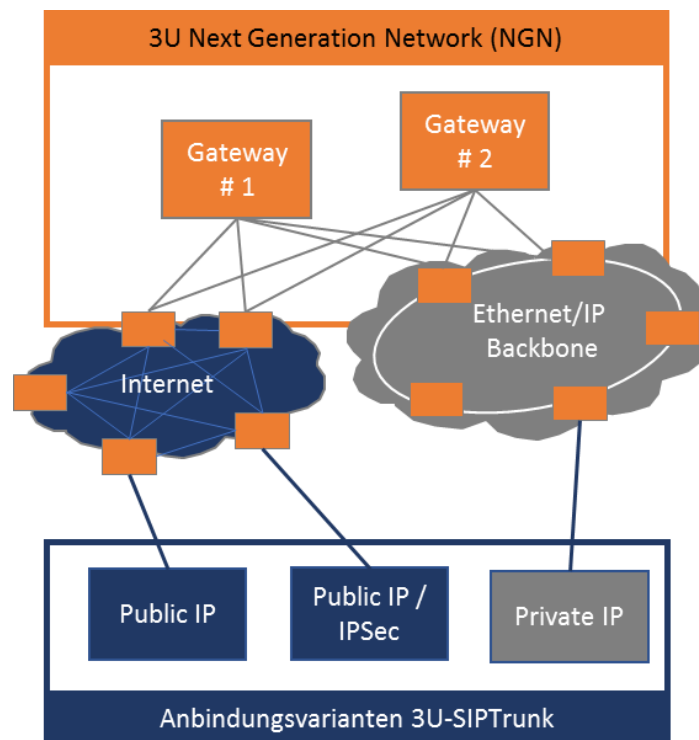 3U Next Generation Network (NGN)
Gateway
# 1
Gateway
# 2
Ethernet/IP
Backbone
Internet
Public IP
Public IP /
IPSec
Private IP
Anbindungsvarianten 3U-SIPTrunk